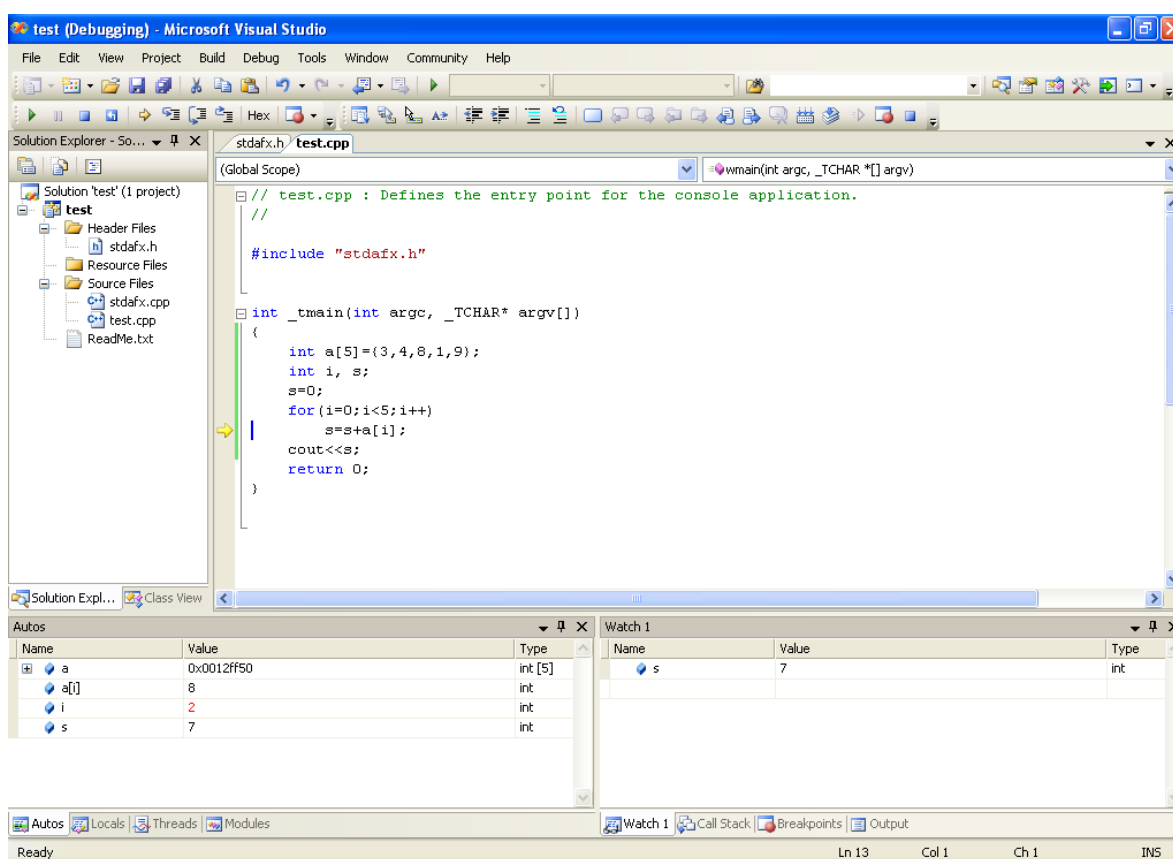 test (Debugging) - Microsoft Visual Studio
File Edit View Project Build Debug Tools Window Community Help
Hex
Solution Explorer - So...
stdafx.h test.cpp
(Global Scope) wmain(int argc, _TCHAR *[] argv)
Solution 'test' (1 project)
test
Header Files
stdafx.h
Resource Files
Source Files
stdafx.cpp
test.cpp
ReadMe.txt
// test.cpp : Defines the entry point for the console application.
//
#include "stdafx.h"
int _tmain(int argc, _TCHAR* argv[])
{
int a[5]={3,4,8,1,9};
int i, s;
s=0;
for(i=0;i<5;i++)
s=s+a[i];
cout<<s;
return 0;
}
Solution Expl... Class View
Autos
Name Value Type
a 0x0012ff50 int [5]
a[i] 8 int
i 2 int
s 7 int
Autos Locals Threads Modules
Watch 1
Name Value Type
s 7 int
Watch 1 Call Stack Breakpoints Output
Ready Ln 13 Col 1 Ch 1 INS